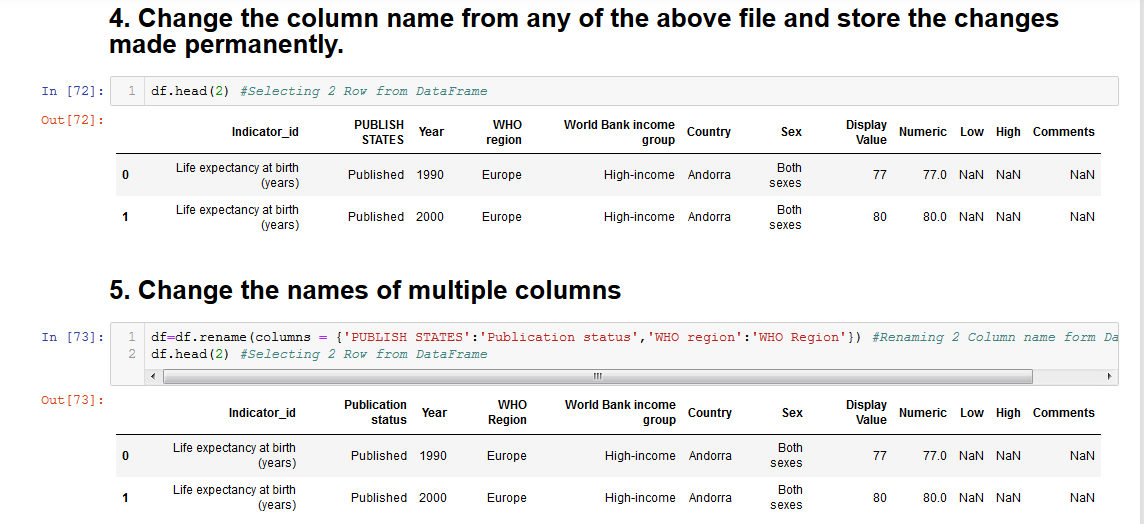 4. Change the column name from any of the above file and store the changes
made permanently.
In [72]: 1 df.head(2) #Selecting 2 Row from DataFrame
Out[72]:
Indicator_id PUBLISH STATES Year WHO region World Bank income group Country Sex Display Value Numeric Low High Comments
0 Life expectancy at birth (years) Published 1990 Europe High-income Andorra Both sexes 77 77.0 NaN NaN NaN
1 Life expectancy at birth (years) Published 2000 Europe High-income Andorra Both sexes 80 80.0 NaN NaN NaN
5. Change the names of multiple columns
In [73]: 1 df=df.rename(columns = {'PUBLISH STATES':'Publication status','WHO region':'WHO Region'}) #Renaming 2 Column name form Da
2 df.head(2) #Selecting 2 Row from DataFrame
Out[73]:
Indicator_id Publication status Year WHO Region World Bank income group Country Sex Display Value Numeric Low High Comments
0 Life expectancy at birth (years) Published 1990 Europe High-income Andorra Both sexes 77 77.0 NaN NaN NaN
1 Life expectancy at birth (years) Published 2000 Europe High-income Andorra Both sexes 80 80.0 NaN NaN NaN